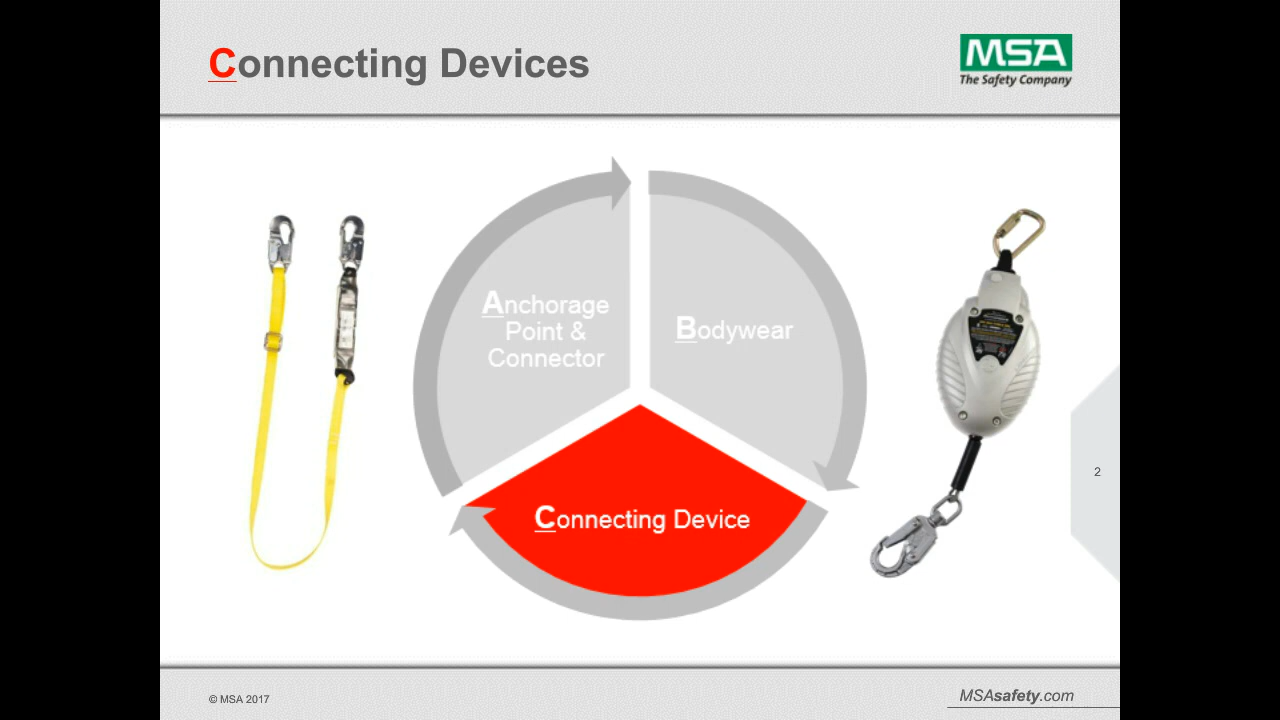 Connecting Devices
MSA
The Safety Company
Anchorage
Point &
Connector
Bodywear
Connecting Device
2
© MSA 2017
MSAsafety.com